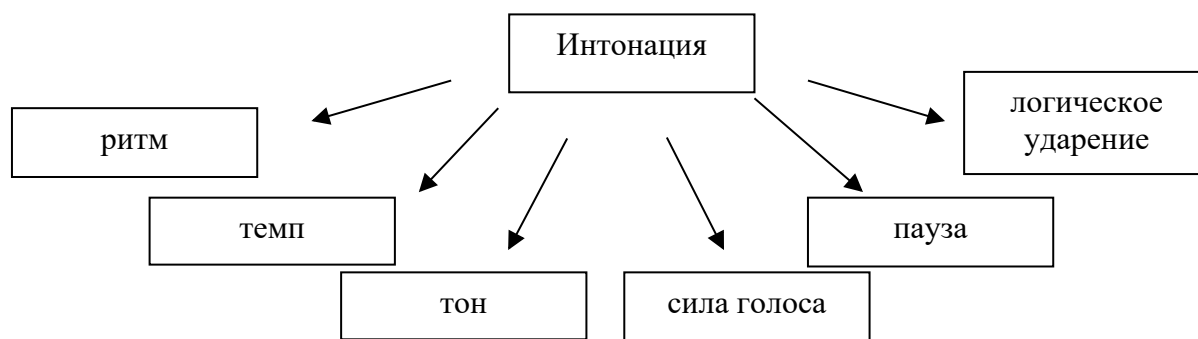 Интонация
логическое
ударение
ритм
темп
пауза
тон
сила голоса